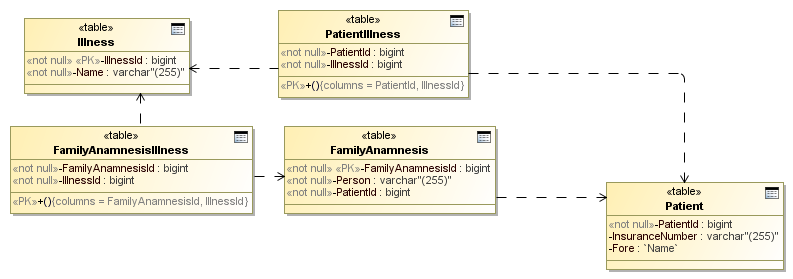 «table»
Illness
«not null» «PK»-IllnessId : bigint
«not null»-Name : varchar"(255)"
«table»
PatientIllness
«not null»-PatientId : bigint
«not null»-IllnessId : bigint
«PK»+(){columns = PatientId, IllnessId}
«table»
FamilyAnamnesisIllness
«not null»-FamilyAnamnesisId : bigint
«not null»-IllnessId : bigint
«PK»+(){columns = FamilyAnamnesisId, IllnessId}
«table»
FamilyAnamnesis
«not null» «PK»-FamilyAnamnesisId : bigint
«not null»-Person : varchar"(255)"
«not null»-PatientId : bigint
«table»
Patient
«not null»-PatientId : bigint
-InsuranceNumber : varchar"(255)"
-Fore : `Name`